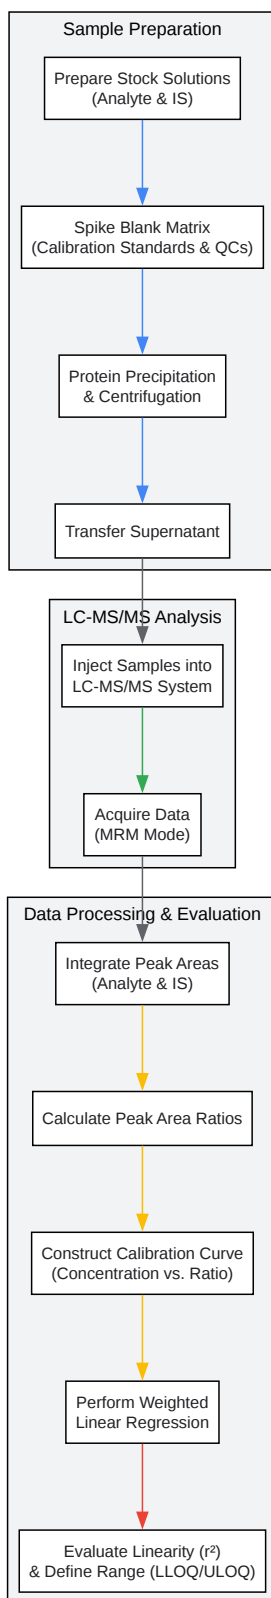 Sample Preparation
Prepare Stock Solutions
(Analyte & IS)
Spike Blank Matrix
(Calibration Standards & QCs)
Protein Precipitation
& Centrifugation
Transfer Supernatant
LC-MS/MS Analysis
Inject Samples into
LC-MS/MS System
Acquire Data
(MRM Mode)
Data Processing & Evaluation
Integrate Peak Areas
(Analyte & IS)
Calculate Peak Area Ratios
Construct Calibration Curve
(Concentration vs. Ratio)
Perform Weighted
Linear Regression
Evaluate Linearity (r²)
& Define Range (LLOQ/ULOQ)